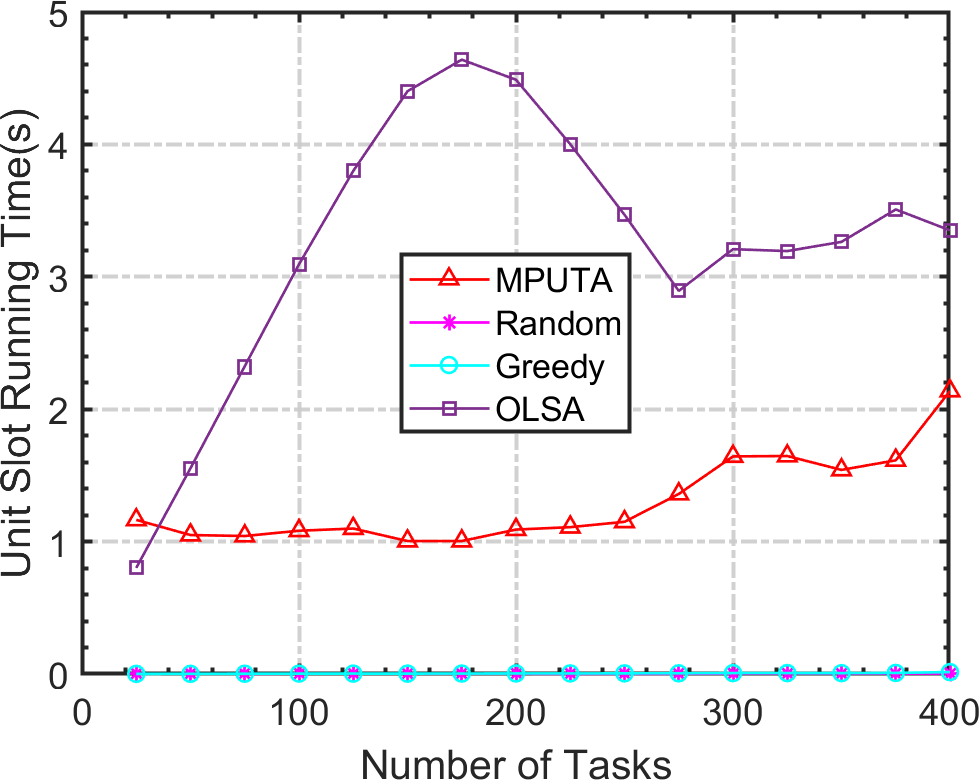 5
4
3
2
1
0
Unit Slot Running Time(s)
MPUTA
Random
Greedy
OLSA
0 100 200 300 400
Number of Tasks